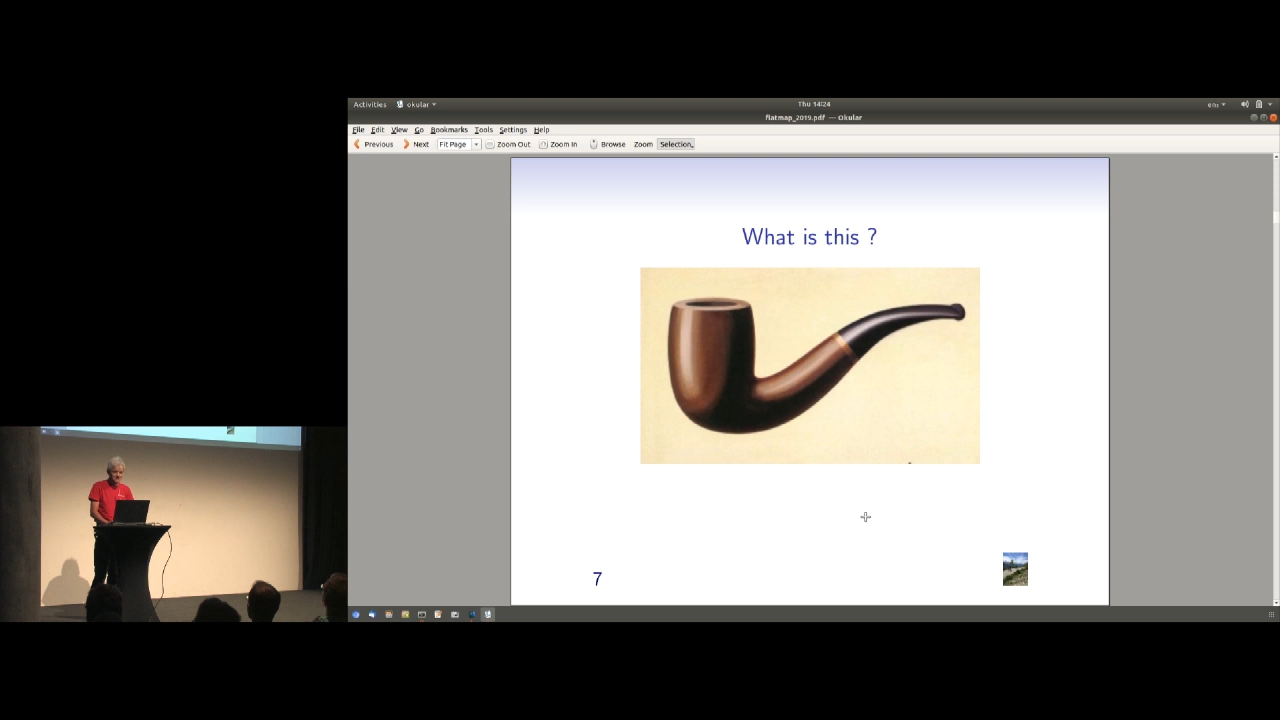 Activities okular Thu 14:24 en₁
flatmap_2019.pdf — Okular
File Edit View Go Bookmarks Tools Settings Help
Previous Next Fit Page Zoom Out Zoom In Browse Zoom Selection
What is this ?
7